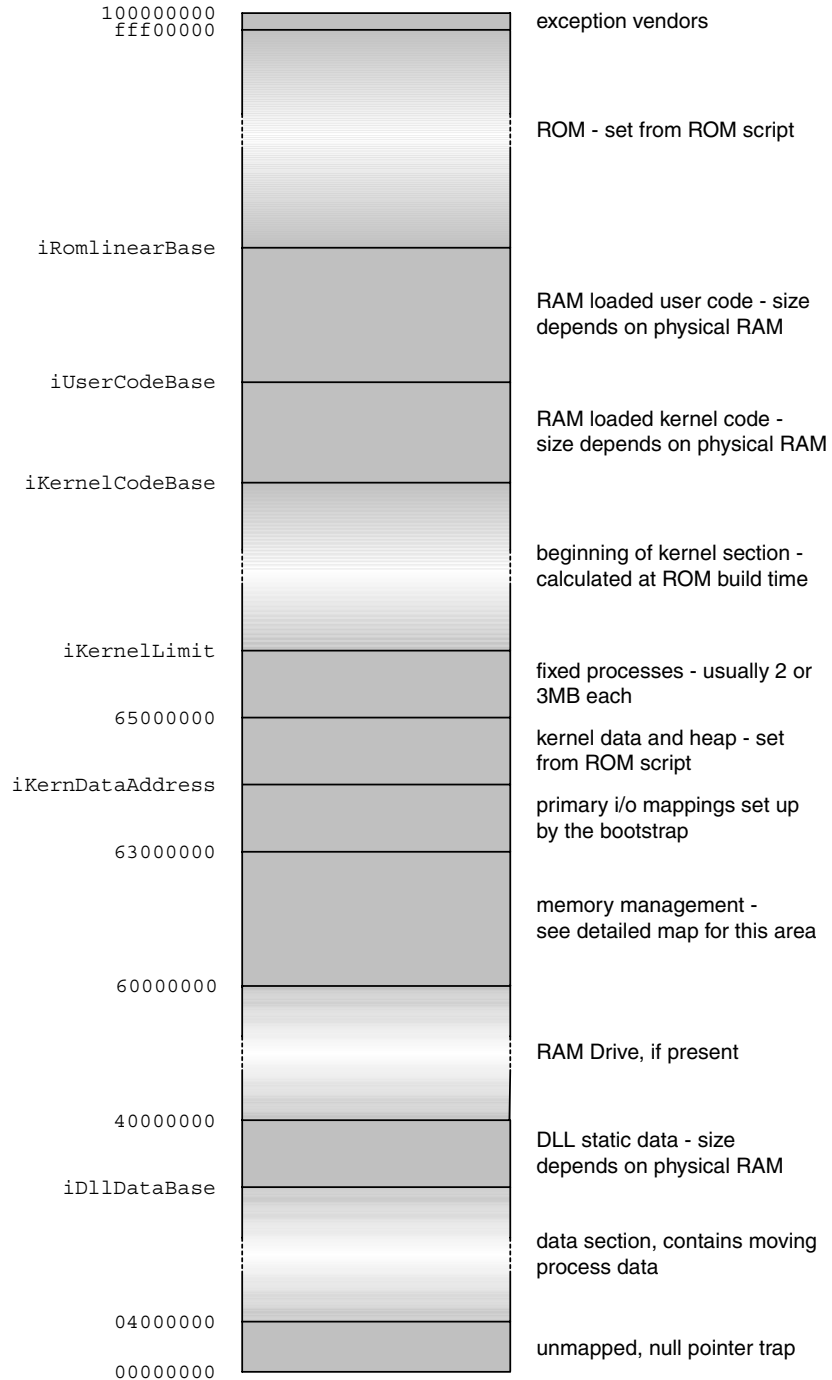 100000000
fff00000
exception vendors
ROM - set from ROM script
iRomlinearBase
RAM loaded user code - size
depends on physical RAM
iUserCodeBase
RAM loaded kernel code -
size depends on physical RAM
iKernelCodeBase
beginning of kernel section -
calculated at ROM build time
iKernelLimit
fixed processes - usually 2 or
3MB each
65000000
kernel data and heap - set
from ROM script
iKernDataAddress
primary i/o mappings set up
by the bootstrap
63000000
memory management -
see detailed map for this area
60000000
RAM Drive, if present
40000000
DLL static data - size
depends on physical RAM
iDllDataBase
data section, contains moving
process data
04000000
unmapped, null pointer trap
00000000